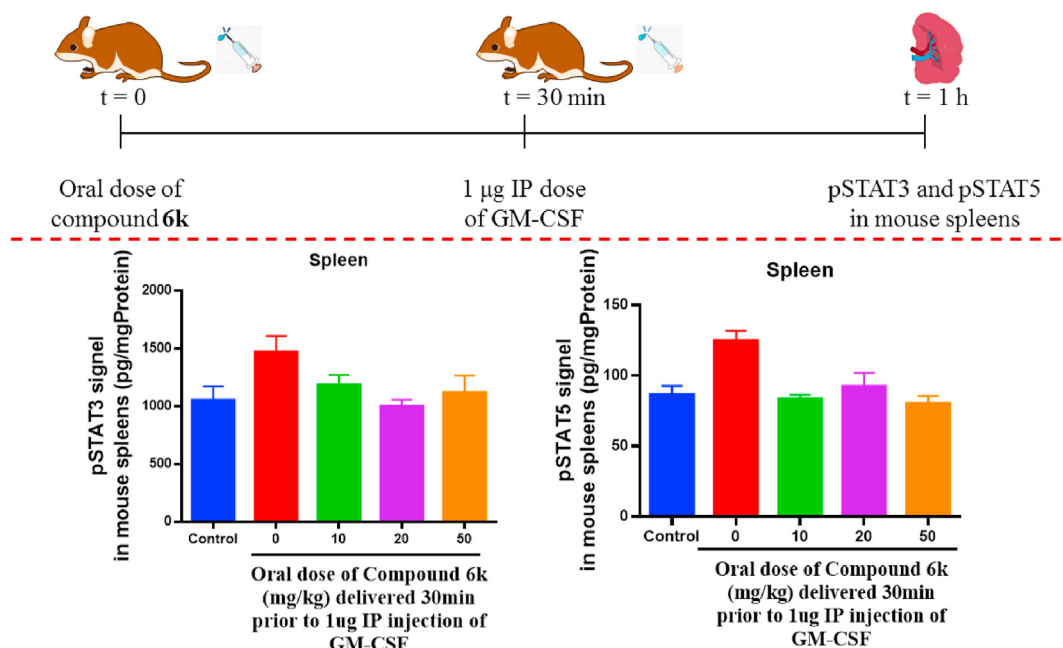 t = 0
t = 30 min
t = 1 h
Oral dose of
compound 6k
1 µg IP dose
of GM-CSF
pSTAT3 and pSTAT5
in mouse spleens
Spleen
pSTAT3 signel
in mouse spleens (pg/mgProtein)
2000
1500
1000
500
0
Control
0
10
20
50
Oral dose of Compound 6k
(mg/kg) delivered 30min
prior to 1ug IP injection of
GM-CSF
Spleen
pSTAT5 signel
in mouse spleens (pg/mgProtein)
150
100
50
0
Control
0
10
20
50
Oral dose of Compound 6k
(mg/kg) delivered 30min
prior to 1ug IP injection of
GM-CSF